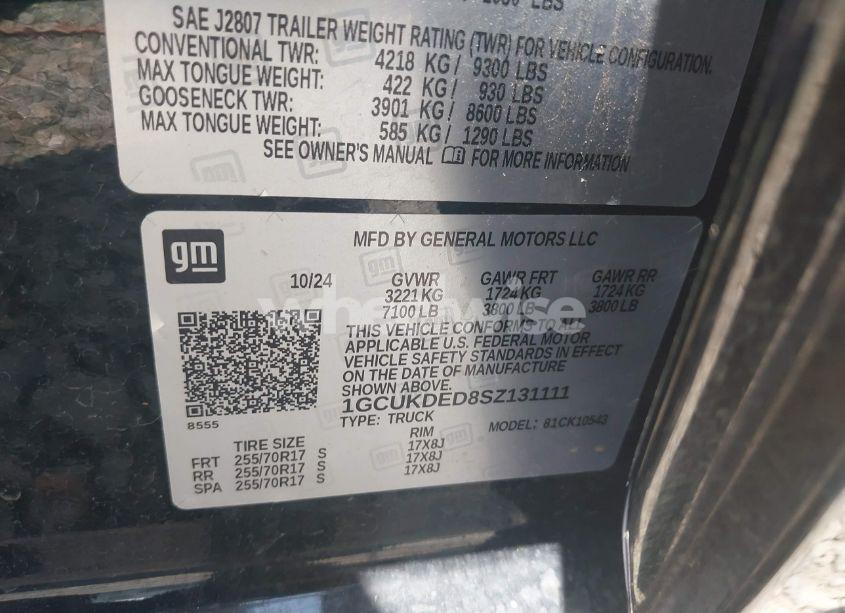 2050 LBS
SAE J2807 TRAILER WEIGHT RATING (TWR) FOR VEHICLE CONFIGURATION.
CONVENTIONAL TWR: 4218 KG/ 9300 LBS
MAX TONGUE WEIGHT: 422 KG/ 930 LBS
GOOSENECK TWR: 3901 KG/ 8600 LBS
MAX TONGUE WEIGHT: 585 KG/ 1290 LBS
SEE OWNER'S MANUAL FOR MORE INFORMATION
gm
MFD BY GENERAL MOTORS LLC
10/24 GVWR GAWR FRT GAWR RR
3221 KG 1724 KG 1724 KG
7100 LB 3800 LB 3800 LB
THIS VEHICLE CONFORMS TO ALL
APPLICABLE U.S. FEDERAL MOTOR
VEHICLE SAFETY STANDARDS IN EFFECT
ON THE DATE OF MANUFACTURE
SHOWN ABOVE.
1GCUKDED8SZ131111
8555
TYPE: TRUCK MODEL: 81CK10543
TIRE SIZE RIM
FRT 255/70R17 S 17X8J
RR 255/70R17 S 17X8J
SPA 255/70R17 S 17X8J